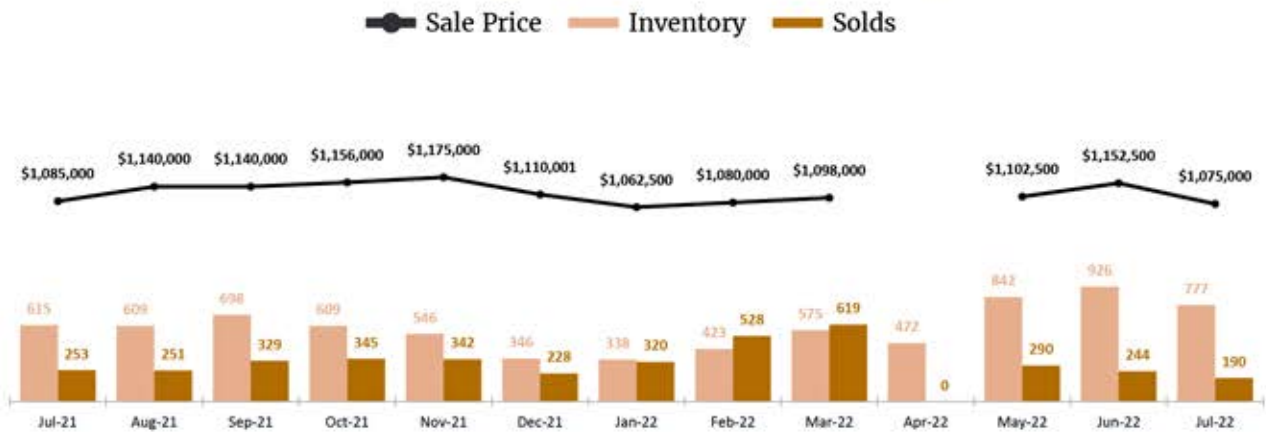 Sale Price Inventory Solds
$1,085,000 $1,140,000 $1,140,000 $1,156,000 $1,175,000 $1,110,001 $1,062,500 $1,080,000 $1,098,000 $1,102,500 $1,152,500 $1,075,000
615 253 609 251 698 329 609 345 546 342 346 228 338 320 423 528 575 619 472 0 842 290 926 244 777 190
Jul-21 Aug-21 Sep-21 Oct-21 Nov-21 Dec-21 Jan-22 Feb-22 Mar-22 Apr-22 May-22 Jun-22 Jul-22